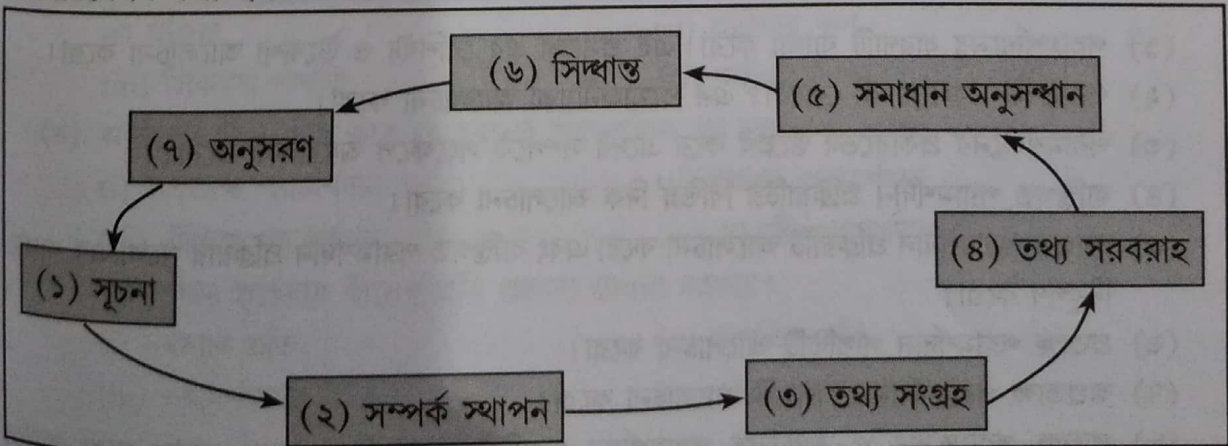 (৬) সিদ্ধান্ত
(৫) সমাধান অনুসন্ধান
(৭) অনুসরণ
(৪) তথ্য সরবরাহ
(১) সূচনা
(২) সম্পর্ক স্থাপন
(৩) তথ্য সংগ্রহ